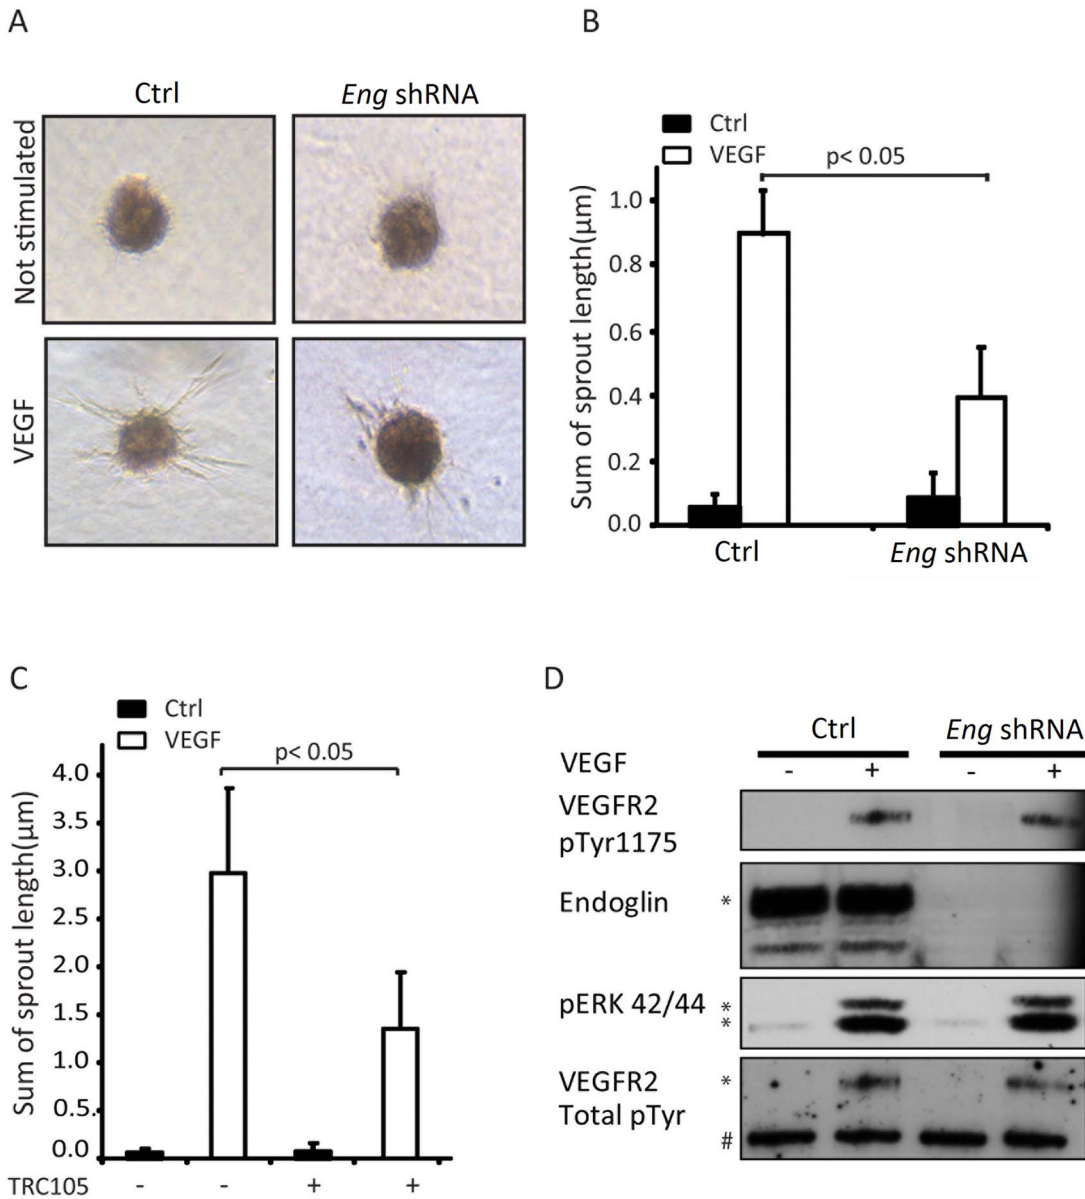 A
Ctrl
Eng shRNA
Not stimulated
VEGF
B
Ctrl
VEGF
p< 0.05
Sum of sprout length(μm)
1.0
0.8
0.6
0.4
0.2
0.0
Ctrl
Eng shRNA
C
Ctrl
VEGF
p< 0.05
Sum of sprout length(μm)
4.0
3.5
3.0
2.5
2.0
1.5
1.0
0.5
0.0
TRC105 - - + +
D
Ctrl
Eng shRNA
VEGF - + - +
VEGFR2
pTyr1175
Endoglin *
pERK 42/44 *
*
VEGFR2 *
Total pTyr
#